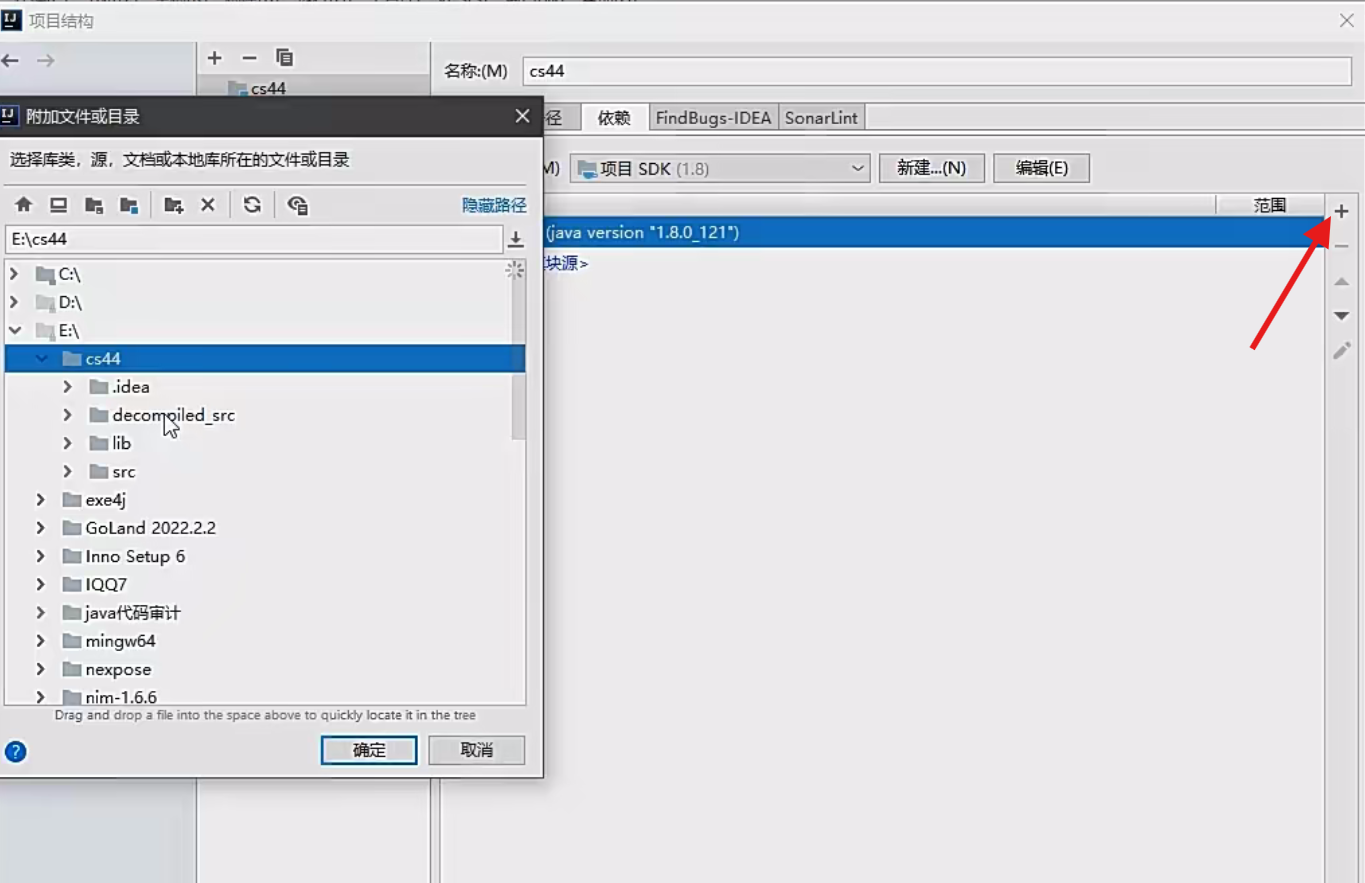 项目结构
cs44
名称:(M) cs44
附加文件或目录
径 依赖 FindBugs-IDEA SonarLint
选择库类，源，文档或本地库所在的文件或目录
M) 项目 SDK (1.8) 新建...(N) 编辑(E)
隐藏路径
范围
E:\cs44
(java version "1.8.0_121")
块源>
C:\
D:\
E:\
cs44
.idea
decompiled_src
lib
src
exe4j
GoLand 2022.2.2
Inno Setup 6
IQQ7
java代码审计
mingw64
nexpose
nim-1.6.6
Drag and drop a file into the space above to quickly locate it in the tree
确定 取消